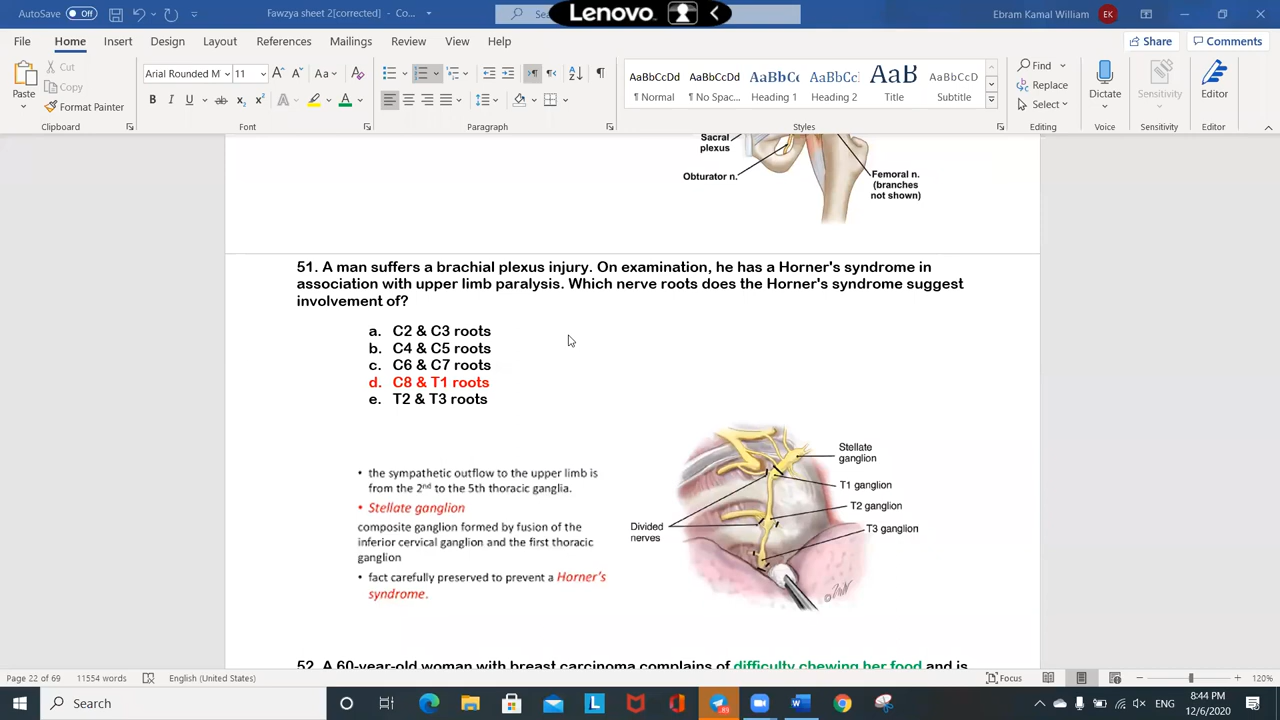 Fawzya sheet 2[corrected] - Co...
Lenovo
Ebram Kamal William
EK
File Home Insert Draw Design Layout References Mailings Review View Help
Share Comments
Paste
Cut
Copy
Format Painter
Clipboard
Arial Rounded M 11
Font
Paragraph
AaBbCcDd AaBbCcDd AaBbCc AaBbCc AaB AaBbCcD
¶ Normal ¶ No Spac... Heading 1 Heading 2 Title Subtitle
Styles
Find
Replace
Select
Editing
Dictate
Voice
Sensitivity
Sensitivity
Editor
Editor
Sacral
plexus
Obturator n.
Femoral n.
(branches
not shown)
51. A man suffers a brachial plexus injury. On examination, he has a Horner's syndrome in
association with upper limb paralysis. Which nerve roots does the Horner's syndrome suggest
involvement of?
a. C2 & C3 roots
b. C4 & C5 roots
c. C6 & C7 roots
d. C8 & T1 roots
e. T2 & T3 roots
• the sympathetic outflow to the upper limb is
from the 2nd to the 5th thoracic ganglia.
• Stellate ganglion
composite ganglion formed by fusion of the
inferior cervical ganglion and the first thoracic
ganglion
• fact carefully preserved to prevent a Horner's
syndrome.
Stellate
ganglion
T1 ganglion
T2 ganglion
T3 ganglion
Divided
nerves
52. A 60-year-old woman with breast carcinoma complains of difficulty chewing her food and is
Page 22 of 69 11554 words English (United States) Focus 120%
Search
8:44 PM
12/6/2020